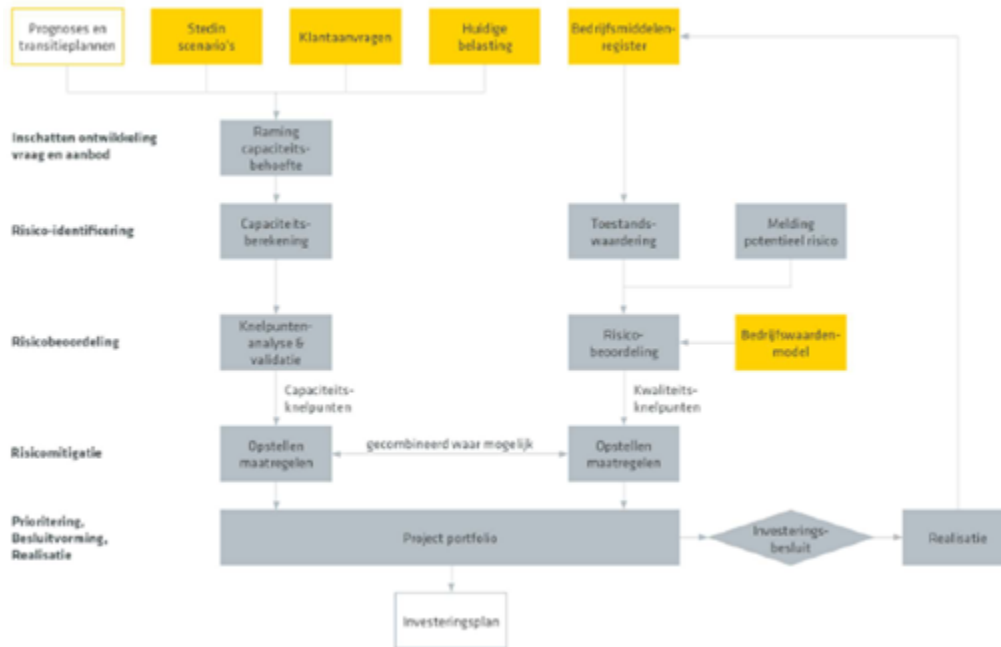 Prognoses en
transitieplannen
Stedin
scenario's
Klantaanvragen
Huidige
belasting
Bedrijfsmiddelen-
register
Inschatten ontwikkeling
vraag en aanbod
Raming
capaciteits-
behoefte
Risico-identificering
Capaciteits-
berekening
Toestands-
waardering
Melding
potentieel risico
Risicobeoordeling
Knelpunten-
analyse &
validatie
Risico-
beoordeling
Bedrijfswaarden-
model
Capaciteits-
knelpunten
Kwaliteits-
knelpunten
Risicomitigatie
Opstellen
maatregelen
gecombineerd waar mogelijk
Opstellen
maatregelen
Prioritering,
Besluitvorming,
Realisatie
Project portfolio
Investerings-
besluit
Realisatie
Investeringsplan